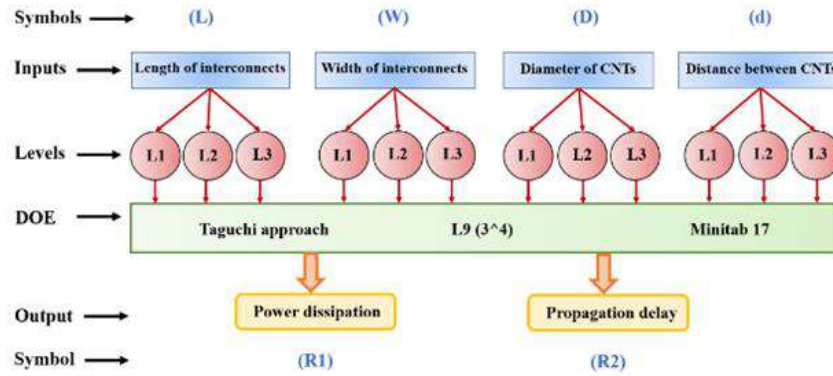 Symbols (L) (W) (D) (d)
Inputs Length of interconnects Width of interconnects Diameter of CNTs Distance between CNTs
Levels L1 L2 L3 L1 L2 L3 L1 L2 L3 L1 L2 L3
DOE Taguchi approach L9 (3^4) Minitab 17
Output Power dissipation Propagation delay
Symbol (R1) (R2)